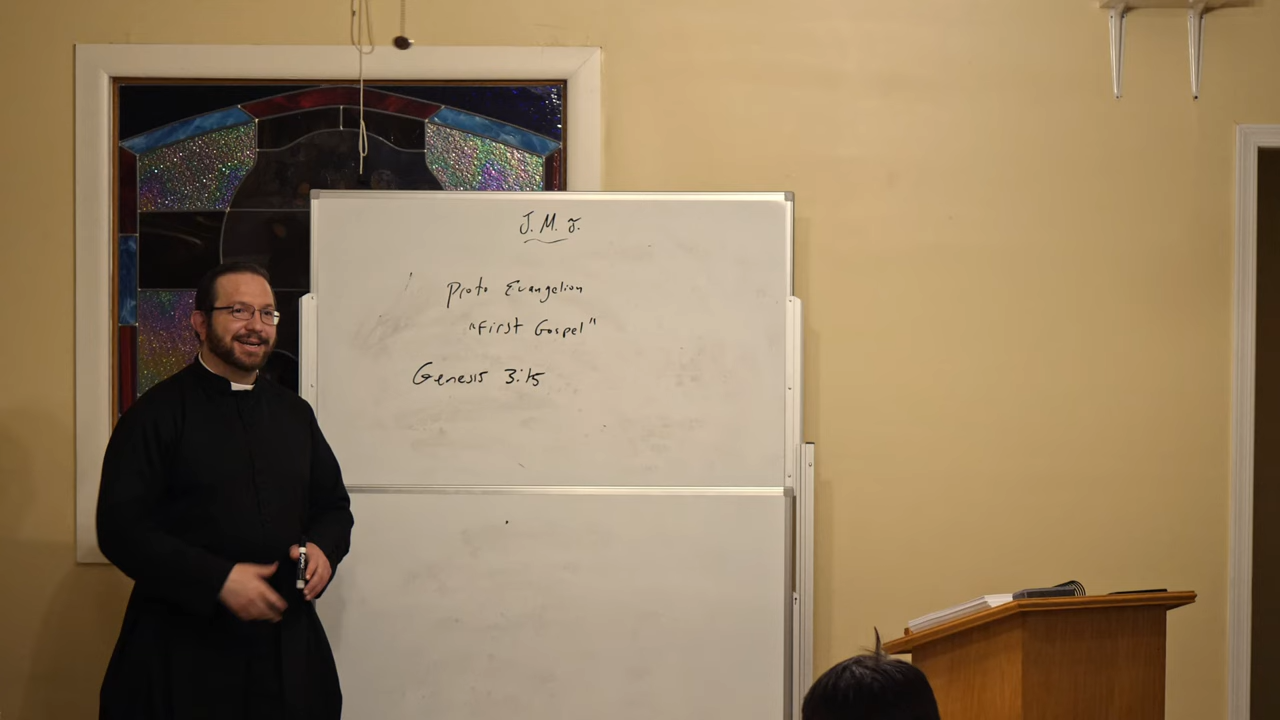 J. M. J.
Proto Evangelion
"First Gospel"
Genesis 3:15